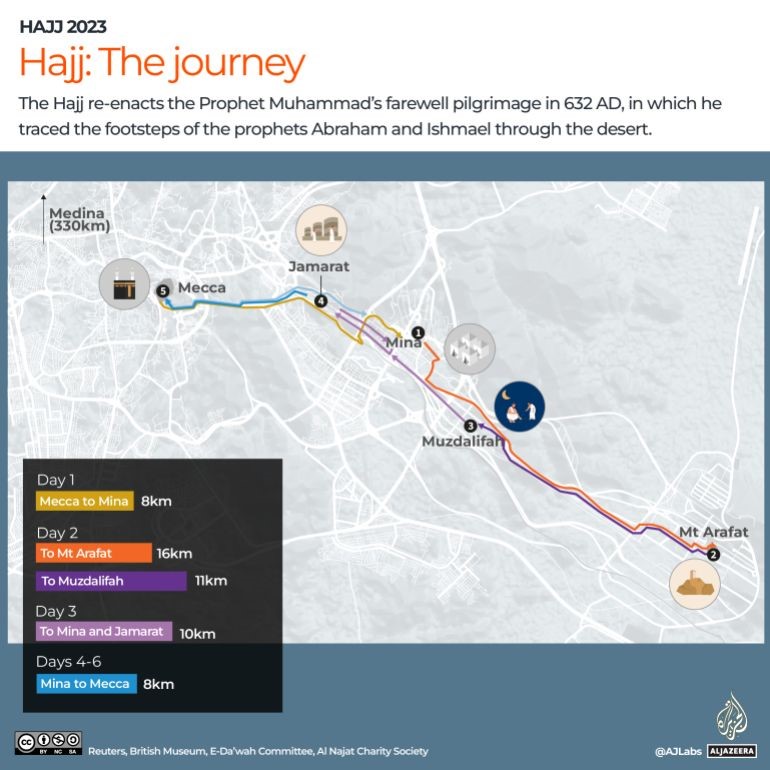 HAJJ 2023
Hajj: The journey
The Hajj re-enacts the Prophet Muhammad's farewell pilgrimage in 632 AD, in which he
traced the footsteps of the prophets Abraham and Ishmael through the desert.
Medina
(330km)
Jamarat
5
Mecca
4
1
Mina
3
Muzdalifah
Mt Arafat
2
Day 1
Mecca to Mina 8km
Day 2
To Mt Arafat 16km
To Muzdalifah 11km
Day 3
To Mina and Jamarat 10km
Days 4-6
Mina to Mecca 8km
cc BY NC SA
Reuters, British Museum, E-Da'wah Committee, Al Najat Charity Society
@AJLabs ALJAZEERA